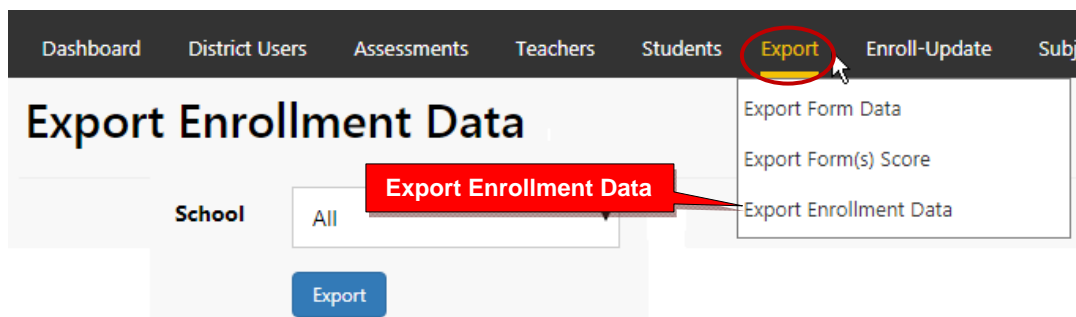 Dashboard District Users Assessments Teachers Students Export Enroll-Update Subj
Export Form Data
Export Enrollment Data
Export Form(s) Score
Export Enrollment Data
Export Enrollment Data
School All
Export